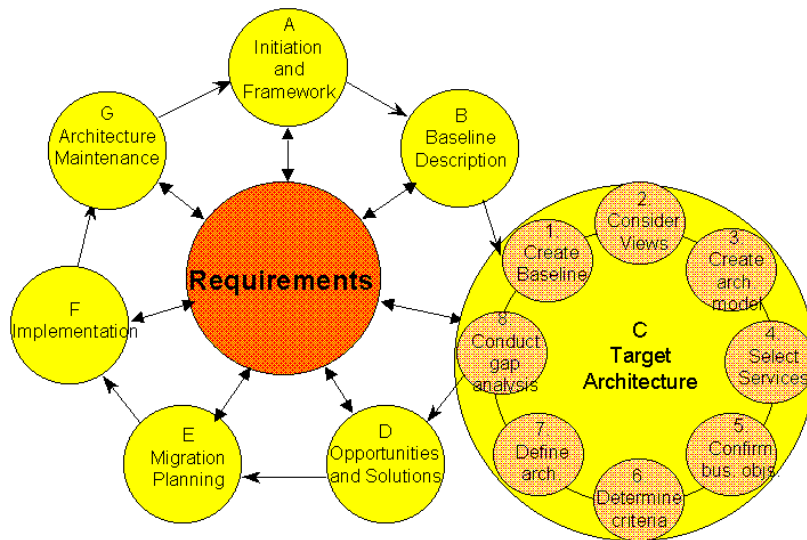 A
Initiation
and
Framework
B
Baseline
Description
G
Architecture
Maintenance
Requirements
F
Implementation
E
Migration
Planning
D
Opportunities
and Solutions
C
Target
Architecture
1.
Create
Baseline
2
Consider
Views
3.
Create
arch
model
4.
Select
Services
5.
Confirm
bus. objs.
6
Determine
criteria
7
Define
arch.
8
Conduct
gap
analysis